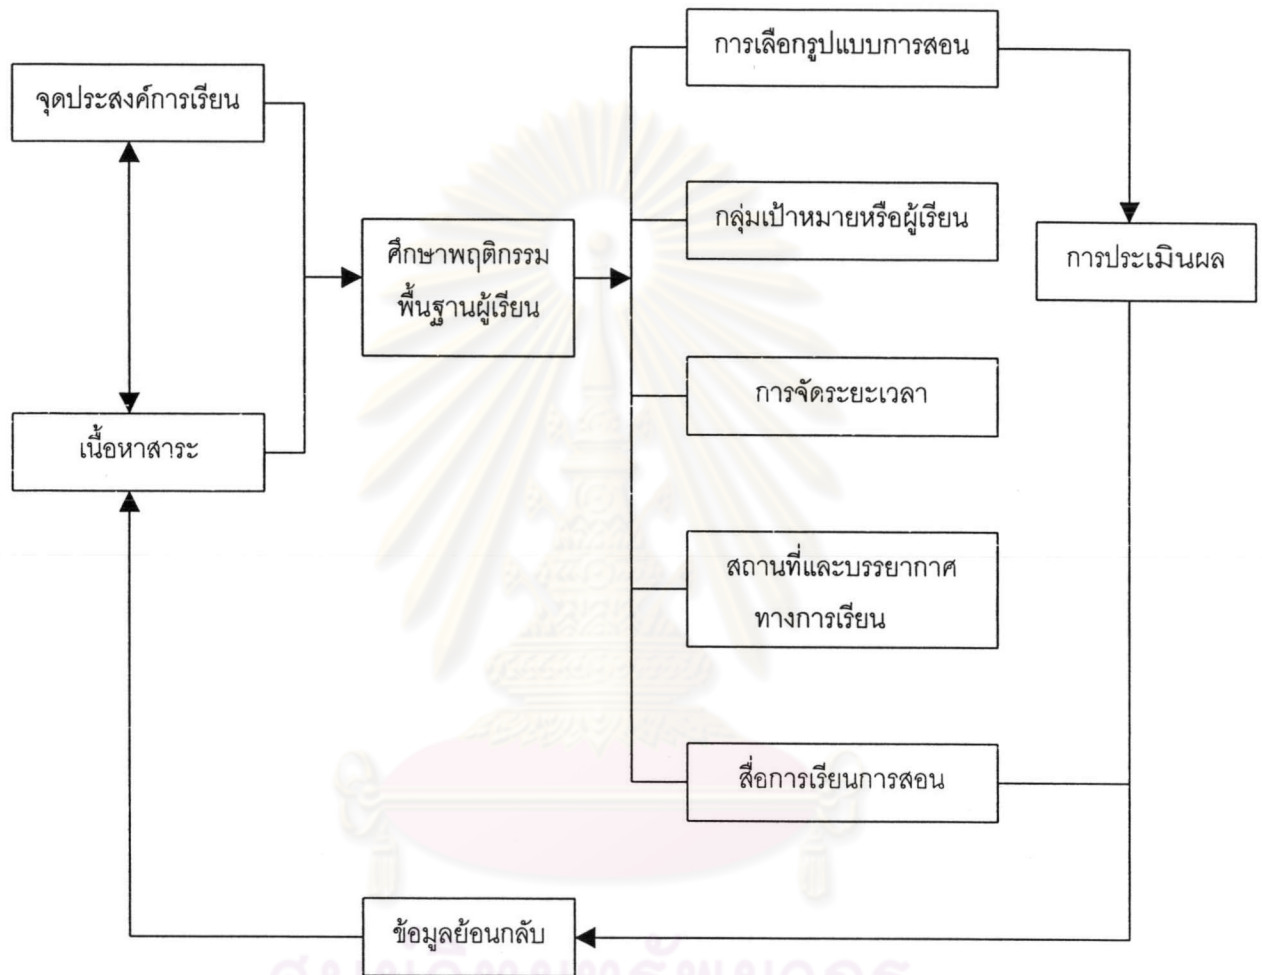 การเลือกรูปแบบการสอน
จุดประสงค์การเรียน
กลุ่มเป้าหมายหรือผู้เรียน
ศึกษาพฤติกรรม
พื้นฐานผู้เรียน
การประเมินผล
การจัดระยะเวลา
เนื้อหาสาระ
สถานที่และบรรยากาศ
ทางการเรียน
สื่อการเรียนการสอน
ข้อมูลย้อนกลับ